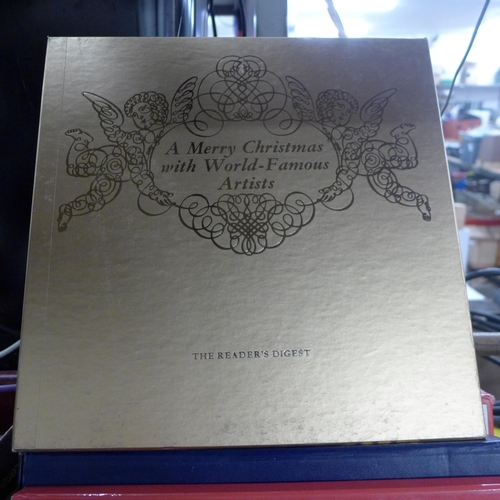 A Merry Christmas
with World-Famous
Artists
THE READER'S DIGEST